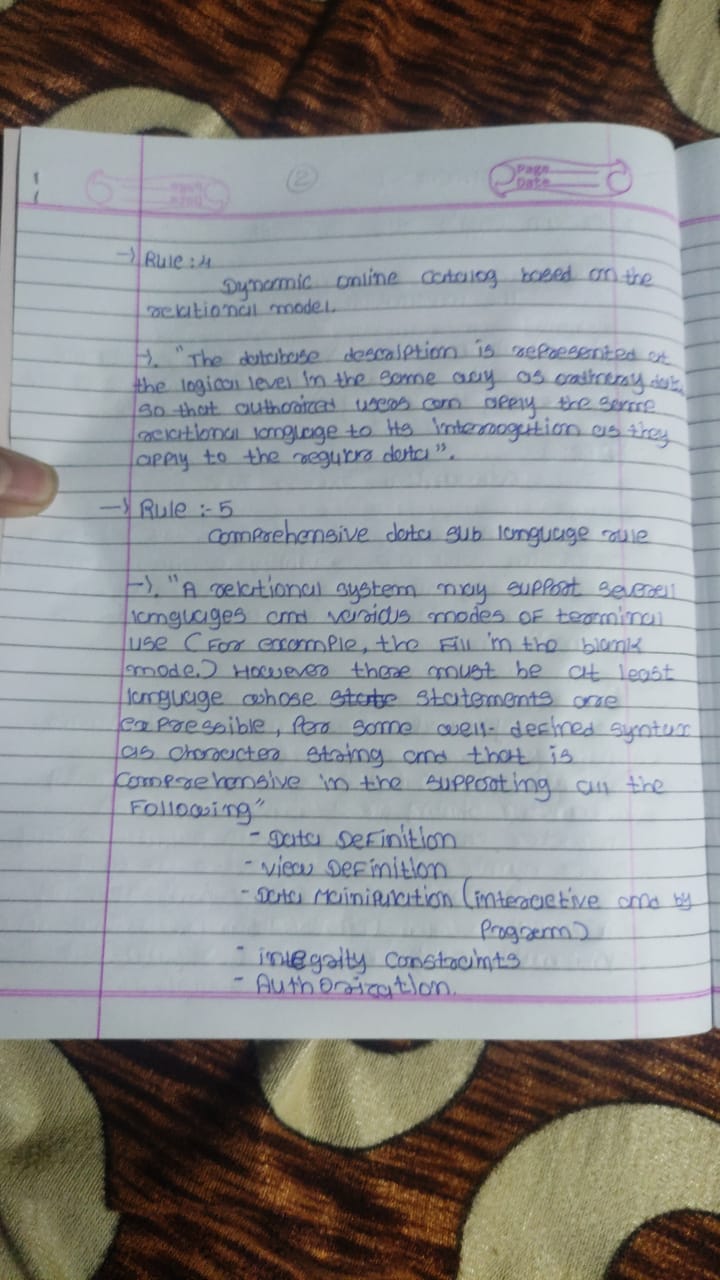 ②
Page
Date
→ Rule : 4
Dynamic online catalog based on the
relational model.
→. "The database description is represented at
the logical level in the same way as ordinary data,
so that authorized users can apply the same
relational language to its interrogation as they
apply to the regular data".
→ Rule :- 5
Comprehensive data sub language rule
→. "A relational system may support several
languages and various modes of terminal
use (For example, the Fill in the blank
mode.) However there must be at least
language whose state statements are
expressible, per some well-defined syntax
as character string and that is
comprehensive in the supporting all the
Following"
- Data Definition
- View Definition
- Data Mainipulation (interactive and by
Program)
- integrity Constaints
- Authorization.